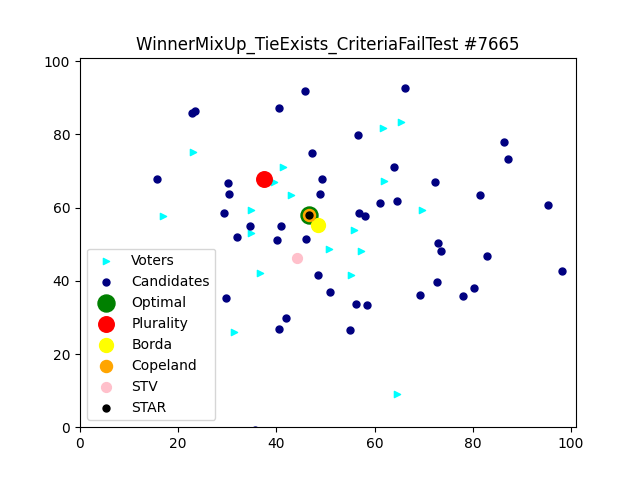 WinnerMixUp_TieExists_CriteriaFailTest #7665
100
80
60
40
20
0
Voters
Candidates
Optimal
Plurality
Borda
Copeland
STV
STAR
0 20 40 60 80 100